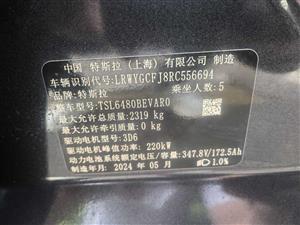 中国 特斯拉(上海)有限公司 制造
车辆识别代号:LRWYGCFJ8RC556694
品牌:特斯拉 乘坐人数:5
整车型号:TSL6480BEVAR0
最大允许总质量:2319 kg
最大允许牵引质量:0 kg
驱动电机型号:3D6
驱动电机峰值功率:220kW
动力电池系统额定电压/容量:347.8V/172.5Ah
制造年月:2024 年 05 月 1.0%